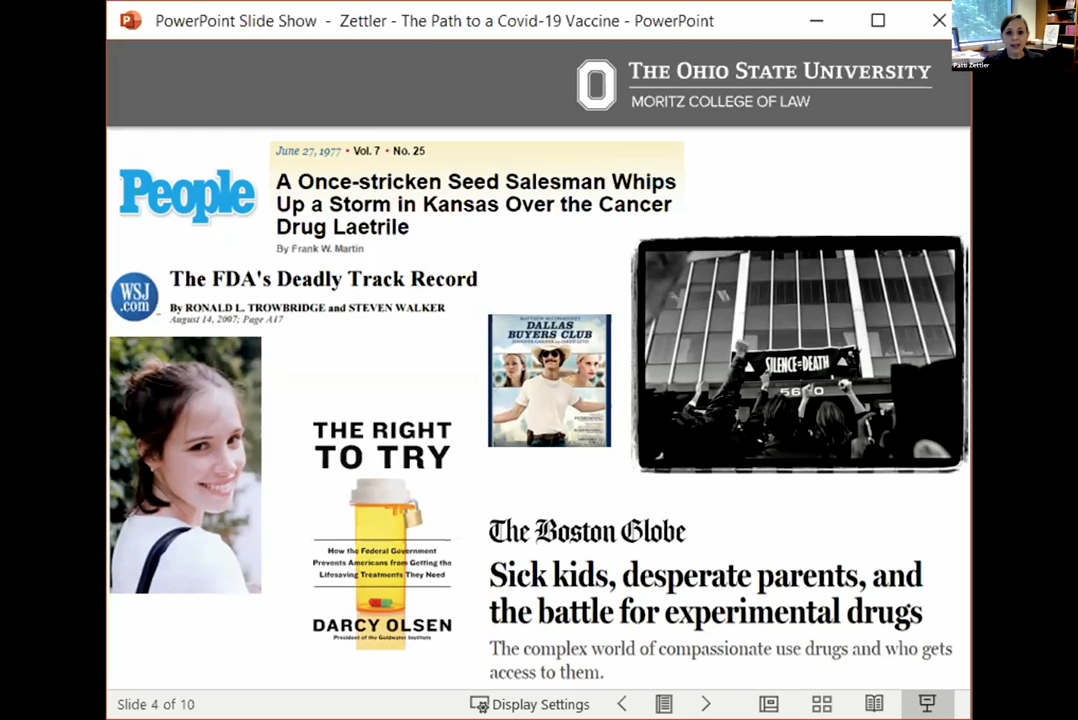 PowerPoint Slide Show - Zettler - The Path to a Covid-19 Vaccine - PowerPoint
Patti Zettler
THE OHIO STATE UNIVERSITY
MORITZ COLLEGE OF LAW
People
June 27, 1977 • Vol. 7 • No. 25
A Once-stricken Seed Salesman Whips
Up a Storm in Kansas Over the Cancer
Drug Laetrile
By Frank W. Martin
WSJ
.com
The FDA's Deadly Track Record
By RONALD L. TROWBRIDGE and STEVEN WALKER
August 14, 2007; Page A17
DALLAS
BUYERS CLUB
SILENCE=DEATH
5600
THE RIGHT
TO TRY
How the Federal Government
Prevents Americans from Getting the
Lifesaving Treatments They Need
DARCY OLSEN
President of the Goldwater Institute
The Boston Globe
Sick kids, desperate parents, and
the battle for experimental drugs
The complex world of compassionate use drugs and who gets
access to them.
Slide 4 of 10
Display Settings